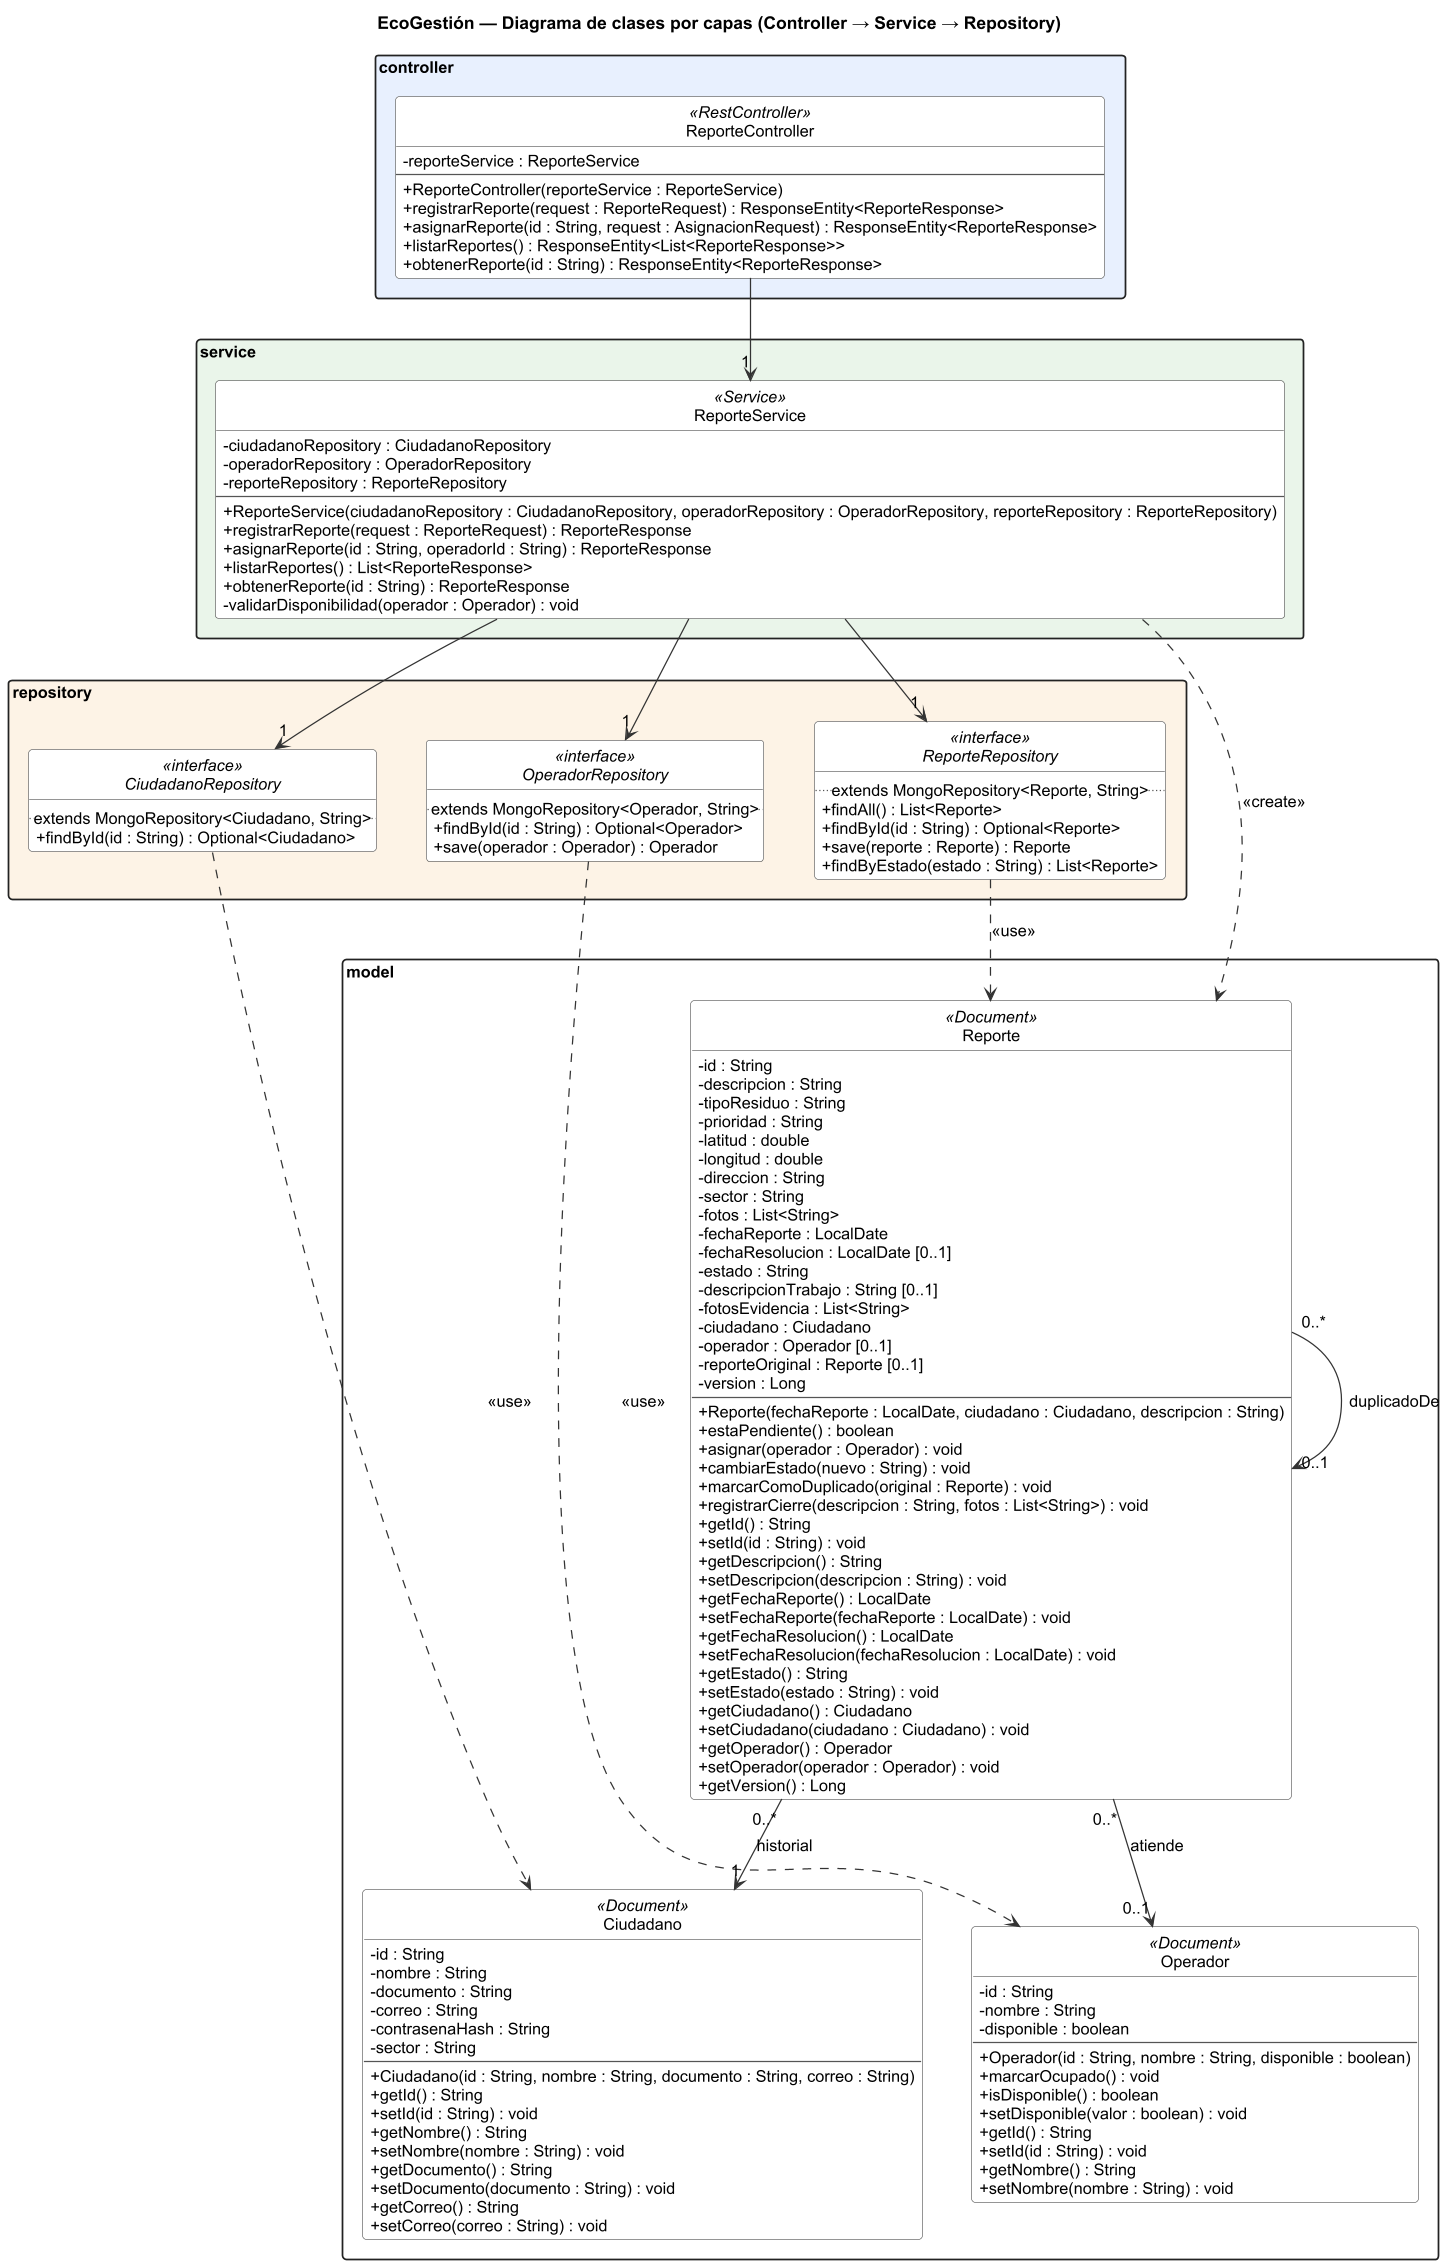 EcoGestión — Diagrama de clases por capas (Controller → Service → Repository)
controller
«RestController»
ReporteController
-reporteService : ReporteService
+ReporteController(reporteService : ReporteService)
+registrarReporte(request : ReporteRequest) : ResponseEntity<ReporteResponse>
+asignarReporte(id : String, request : AsignacionRequest) : ResponseEntity<ReporteResponse>
+listarReportes() : ResponseEntity<List<ReporteResponse>>
+obtenerReporte(id : String) : ResponseEntity<ReporteResponse>
1
service
«Service»
ReporteService
-ciudadanoRepository : CiudadanoRepository
-operadorRepository : OperadorRepository
-reporteRepository : ReporteRepository
+ReporteService(ciudadanoRepository : CiudadanoRepository, operadorRepository : OperadorRepository, reporteRepository : ReporteRepository)
+registrarReporte(request : ReporteRequest) : ReporteResponse
+asignarReporte(id : String, operadorId : String) : ReporteResponse
+listarReportes() : List<ReporteResponse>
+obtenerReporte(id : String) : ReporteResponse
-validarDisponibilidad(operador : Operador) : void
repository
1
1
1
«interface»
CiudadanoRepository
extends MongoRepository<Ciudadano, String>
+findById(id : String) : Optional<Ciudadano>
«interface»
OperadorRepository
extends MongoRepository<Operador, String>
+findById(id : String) : Optional<Operador>
+save(operador : Operador) : Operador
«interface»
ReporteRepository
extends MongoRepository<Reporte, String>
+findAll() : List<Reporte>
+findById(id : String) : Optional<Reporte>
+save(reporte : Reporte) : Reporte
+findByEstado(estado : String) : List<Reporte>
«create»
«use»
model
«Document»
Reporte
-id : String
-descripcion : String
-tipoResiduo : String
-prioridad : String
-latitud : double
-longitud : double
-direccion : String
-sector : String
-fotos : List<String>
-fechaReporte : LocalDate
-fechaResolucion : LocalDate [0..1]
-estado : String
-descripcionTrabajo : String [0..1]
-fotosEvidencia : List<String>
-ciudadano : Ciudadano
-operador : Operador [0..1]
-reporteOriginal : Reporte [0..1]
-version : Long
+Reporte(fechaReporte : LocalDate, ciudadano : Ciudadano, descripcion : String)
+estaPendiente() : boolean
+asignar(operador : Operador) : void
+cambiarEstado(nuevo : String) : void
+marcarComoDuplicado(original : Reporte) : void
+registrarCierre(descripcion : String, fotos : List<String>) : void
+getId() : String
+setId(id : String) : void
+getDescripcion() : String
+setDescripcion(descripcion : String) : void
+getFechaReporte() : LocalDate
+setFechaReporte(fechaReporte : LocalDate) : void
+getFechaResolucion() : LocalDate
+setFechaResolucion(fechaResolucion : LocalDate) : void
+getEstado() : String
+setEstado(estado : String) : void
+getCiudadano() : Ciudadano
+setCiudadano(ciudadano : Ciudadano) : void
+getOperador() : Operador
+setOperador(operador : Operador) : void
+getVersion() : Long
0..*
duplicadoDe
0..1
«use»
«use»
0..*
historial
1
0..*
atiende
0..1
«Document»
Ciudadano
-id : String
-nombre : String
-documento : String
-correo : String
-contrasenaHash : String
-sector : String
+Ciudadano(id : String, nombre : String, documento : String, correo : String)
+getId() : String
+setId(id : String) : void
+getNombre() : String
+setNombre(nombre : String) : void
+getDocumento() : String
+setDocumento(documento : String) : void
+getCorreo() : String
+setCorreo(correo : String) : void
«Document»
Operador
-id : String
-nombre : String
-disponible : boolean
+Operador(id : String, nombre : String, disponible : boolean)
+marcarOcupado() : void
+isDisponible() : boolean
+setDisponible(valor : boolean) : void
+getId() : String
+setId(id : String) : void
+getNombre() : String
+setNombre(nombre : String) : void